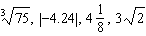 ∛75, |−4.24|, 4 1/8, 3√2